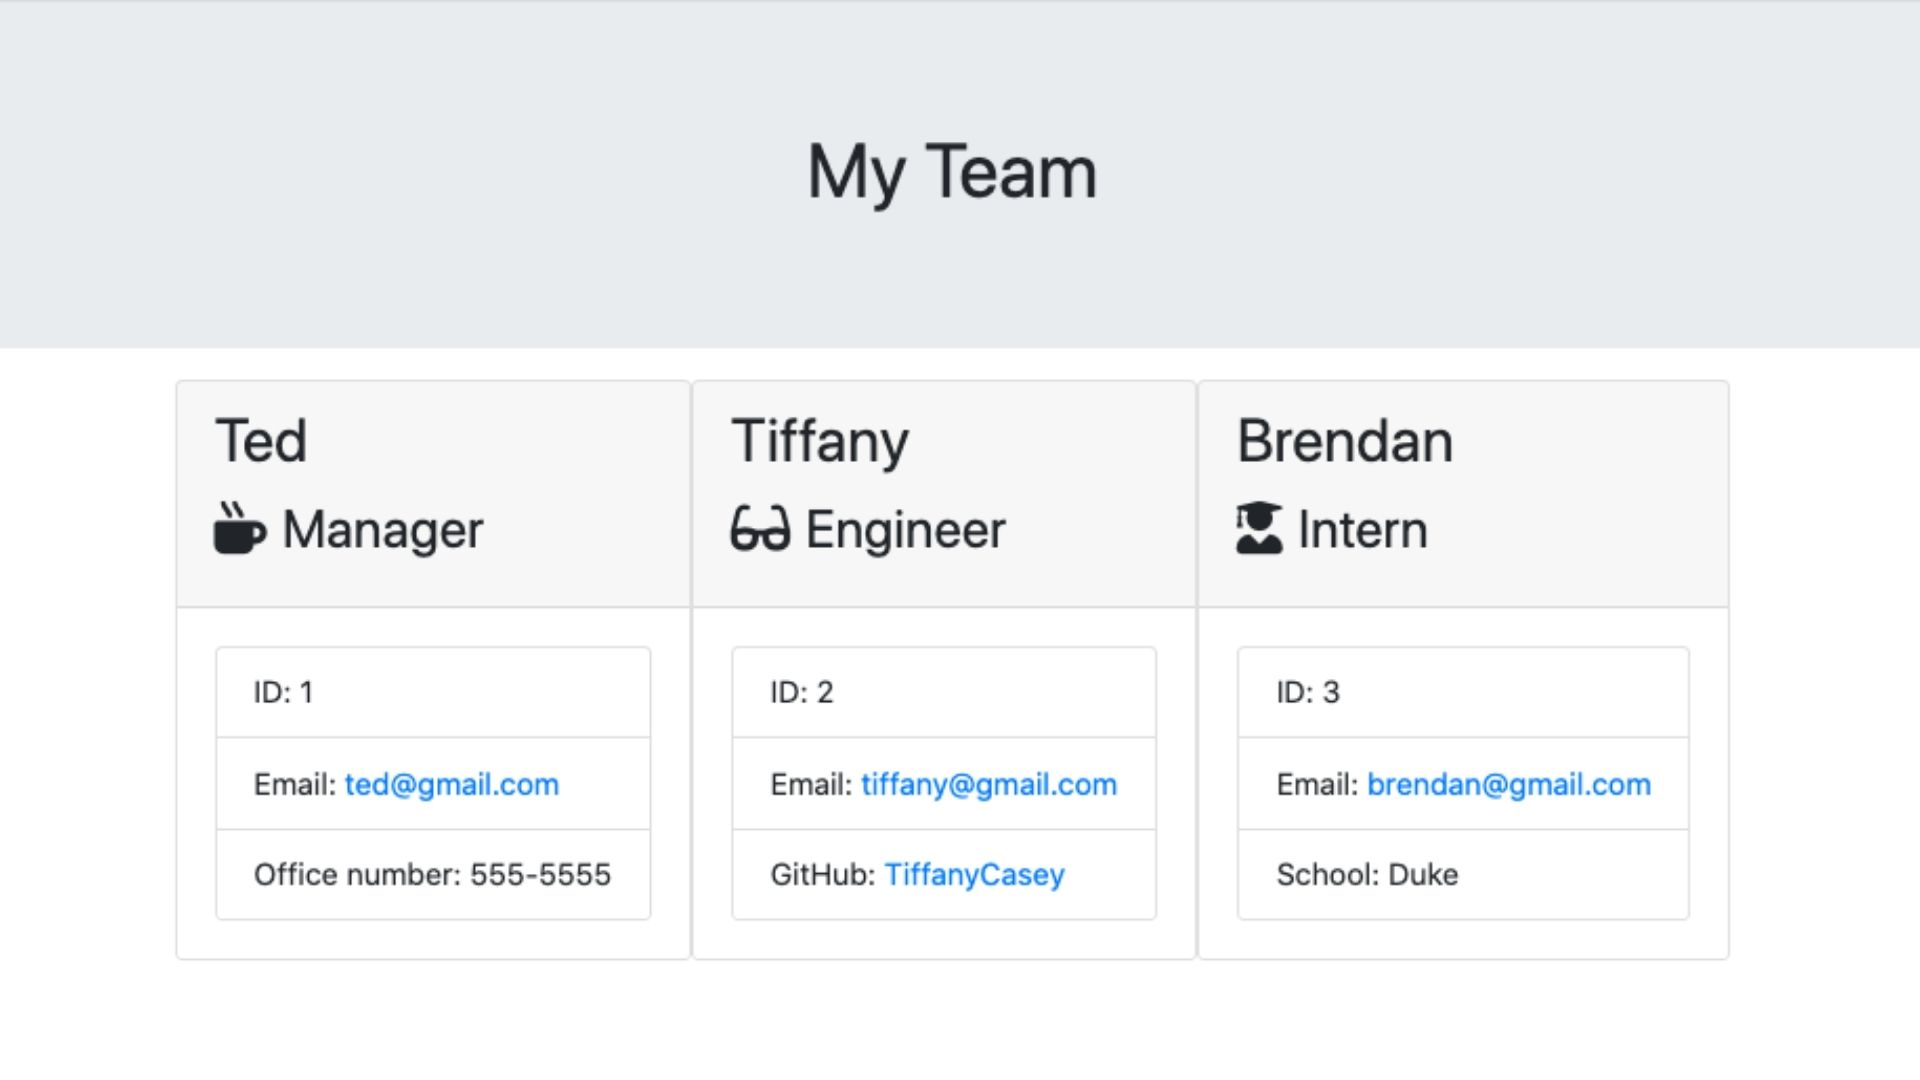 My Team
Ted
Manager
ID: 1
Email: ted@gmail.com
Office number: 555-5555
Tiffany
Engineer
ID: 2
Email: tiffany@gmail.com
GitHub: TiffanyCasey
Brendan
Intern
ID: 3
Email: brendan@gmail.com
School: Duke